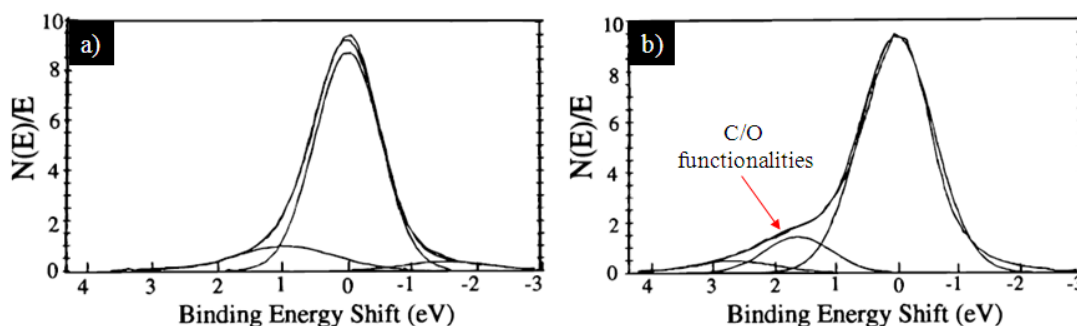 a)
N(E)/E
10
8
6
4
2
0
4 3 2 1 0 -1 -2 -3
Binding Energy Shift (eV)
b)
N(E)/E
10
8
6
4
2
0
C/O
functionalities
4 3 2 1 0 -1 -2 -3
Binding Energy Shift (eV)